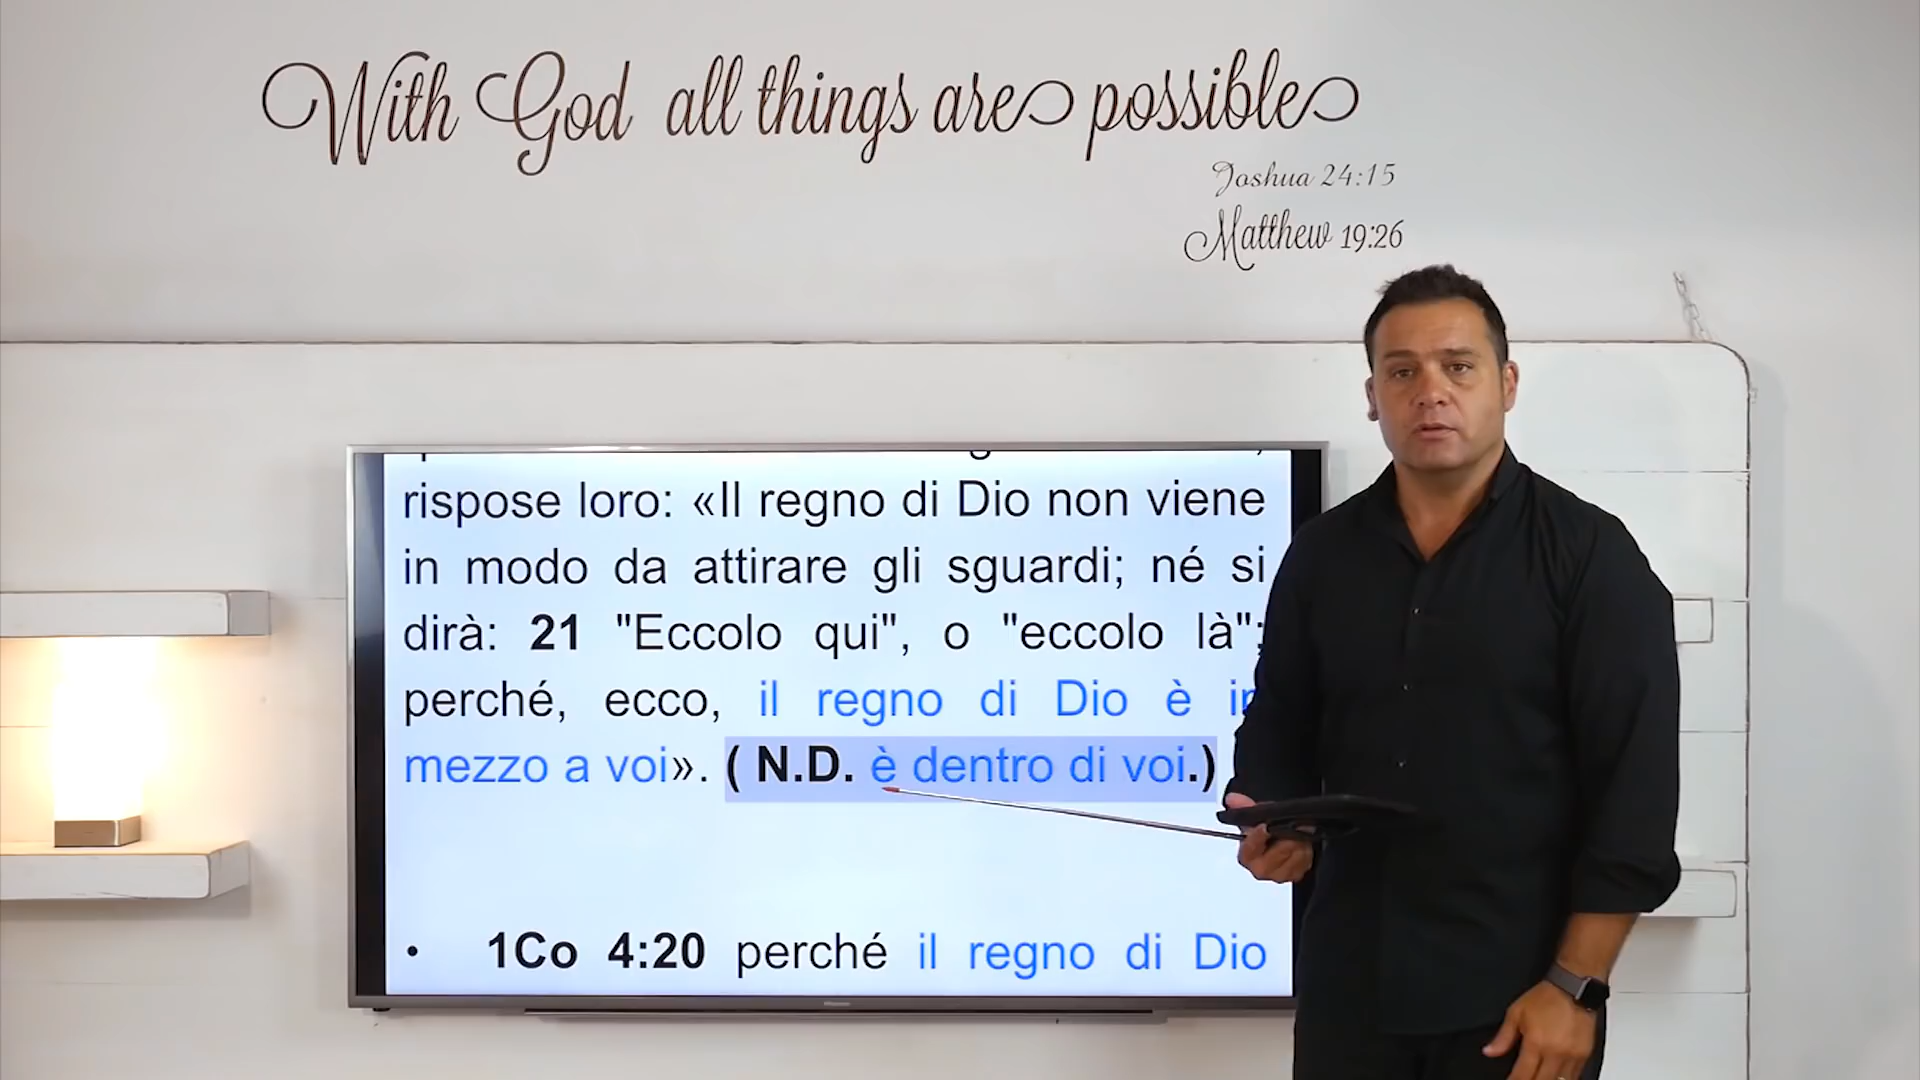 With God all things are possible
Joshua 24:15
Matthew 19:26
rispose loro: «Il regno di Dio non viene
in modo da attirare gli sguardi; né si
dirà: 21 "Eccolo qui", o "eccolo là";
perché, ecco, il regno di Dio è in
mezzo a voi». ( N.D. è dentro di voi.)
• 1Co 4:20 perché il regno di Dio